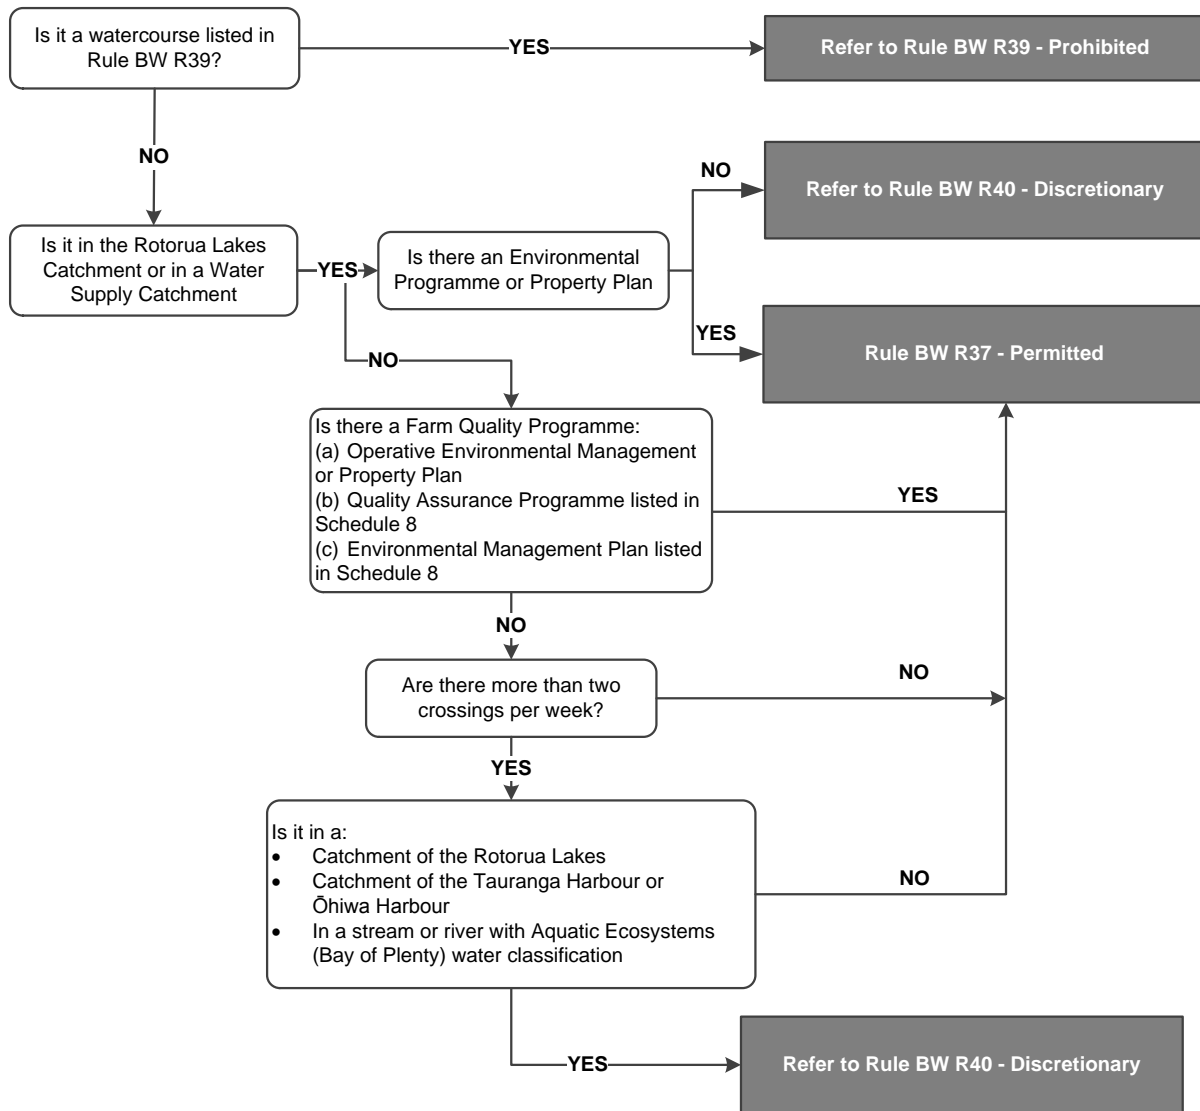 Is it a watercourse listed in
Rule BW R39?
YES
Refer to Rule BW R39 - Prohibited
NO
NO
Refer to Rule BW R40 - Discretionary
Is it in the Rotorua Lakes
Catchment or in a Water
Supply Catchment
YES
Is there an Environmental
Programme or Property Plan
YES
Rule BW R37 - Permitted
NO
Is there a Farm Quality Programme:
(a) Operative Environmental Management
or Property Plan
(b) Quality Assurance Programme listed in
Schedule 8
(c) Environmental Management Plan listed
in Schedule 8
YES
NO
Are there more than two
crossings per week?
NO
YES
Is it in a:
• Catchment of the Rotorua Lakes
• Catchment of the Tauranga Harbour or
Ōhiwa Harbour
• In a stream or river with Aquatic Ecosystems
(Bay of Plenty) water classification
NO
YES
Refer to Rule BW R40 - Discretionary